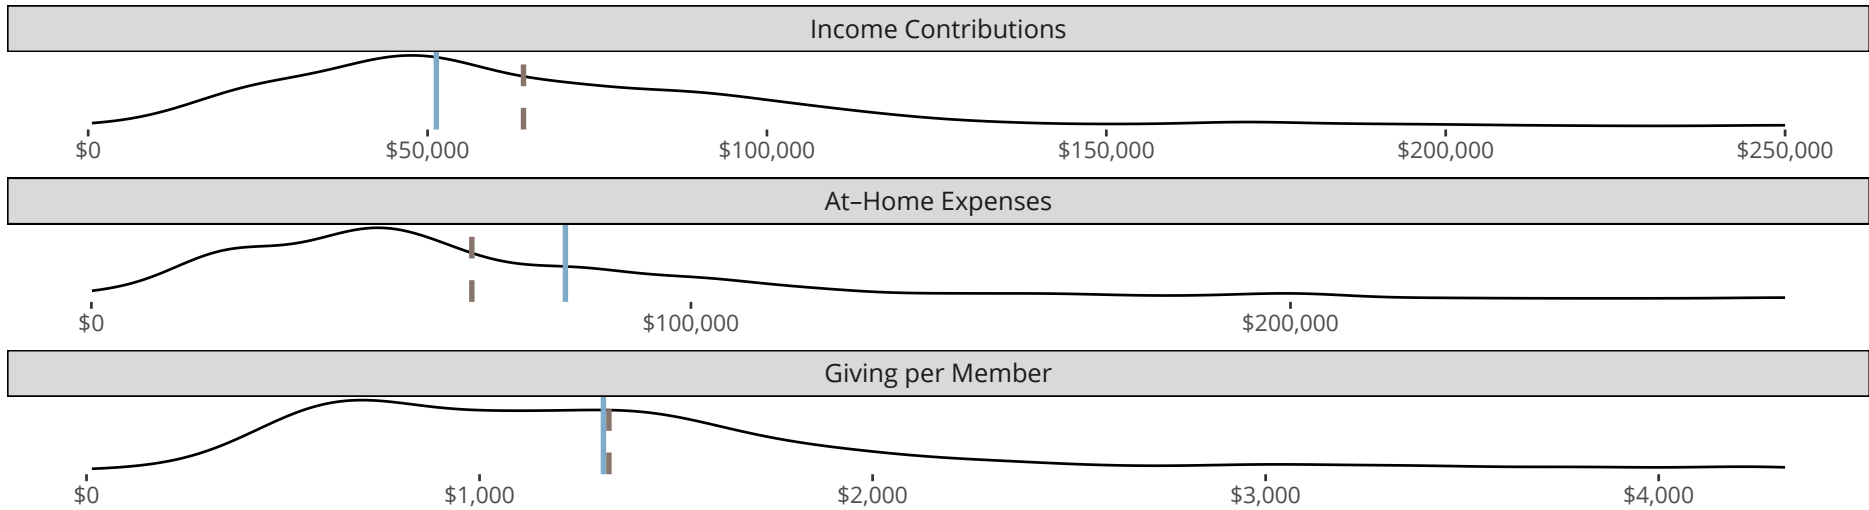 Income Contributions
$0 $50,000 $100,000 $150,000 $200,000 $250,000
At–Home Expenses
$0 $100,000 $200,000
Giving per Member
$0 $1,000 $2,000 $3,000 $4,000